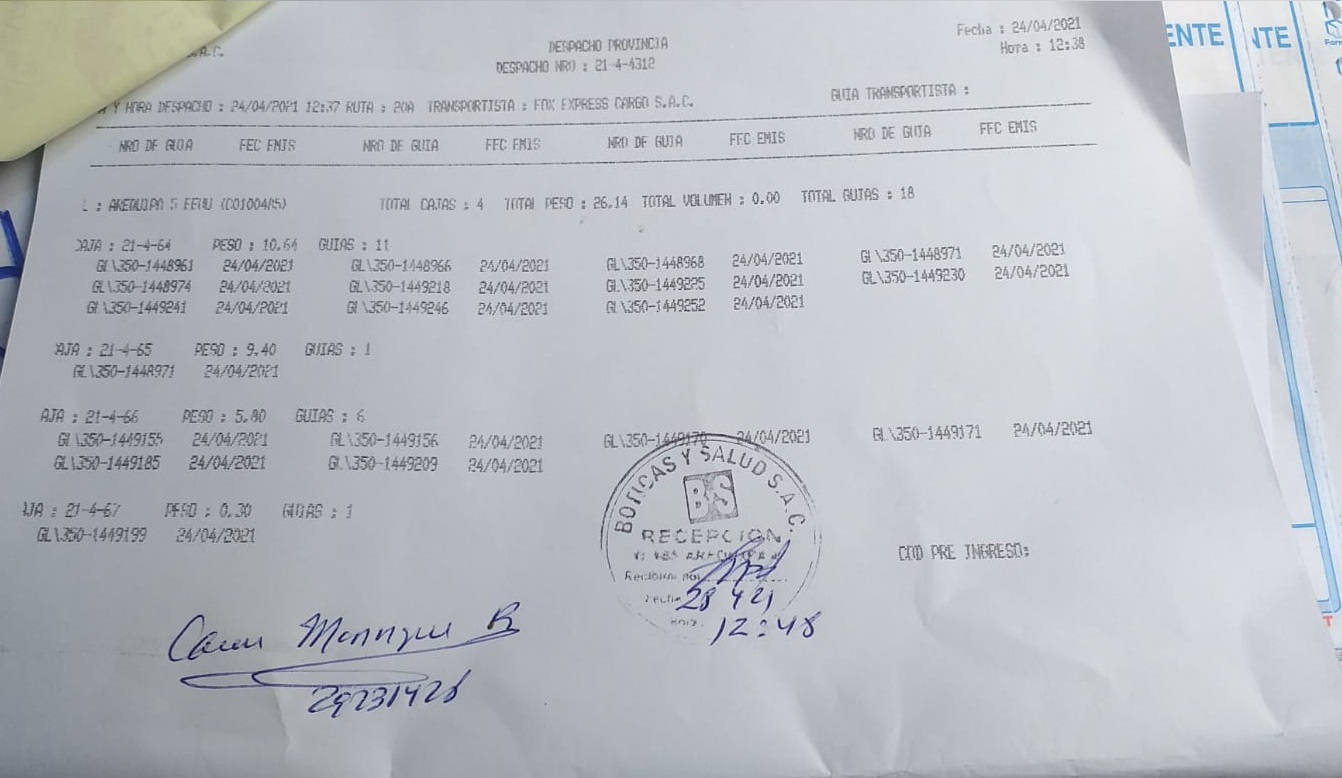 S.A.C.
DESPACHO PROVINCIA
Fecha : 24/04/2021
DESPACHO NRO : 21-4-4312
Hora : 12:38
Y HORA DESPACHO : 24/04/2021 12:37 RUTA : 20A TRANSPORTISTA : FOX EXPRESS CARGO S.A.C. GUIA TRANSPORTISTA :
NRO DE GUIA FEC EMIS NRO DE GUIA FEC EMIS NRO DE GUIA FEC EMIS NRO DE GUIA FEC EMIS
L : AREQUIPA 5 EEUU (C0100485) TOTAL CAJAS : 4 TOTAL PESO : 26.14 TOTAL VOLUMEN : 0.00 TOTAL GUIAS : 18
CAJA : 21-4-64 PESO : 10.64 GUIAS : 11
GL\350-1448961 24/04/2021 GL\350-1448966 24/04/2021 GL\350-1448968 24/04/2021 GL\350-1448971 24/04/2021
GL\350-1448974 24/04/2021 GL\350-1449218 24/04/2021 GL\350-1449225 24/04/2021 GL\350-1449230 24/04/2021
GL\350-1449241 24/04/2021 GL\350-1449246 24/04/2021 GL\350-1449252 24/04/2021
CAJA : 21-4-65 PESO : 9.40 GUIAS : 1
GL\350-1448971 24/04/2021
AJA : 21-4-66 PESO : 5.80 GUIAS : 6
GL\350-1449155 24/04/2021 GL\350-1449156 24/04/2021 GL\350-1449170 24/04/2021 GL\350-1449171 24/04/2021
GL\350-1449185 24/04/2021 GL\350-1449209 24/04/2021
AJA : 21-4-67 PESO : 0.30 GUIAS : 1
GL\350-1449199 24/04/2021
BOTICAS Y SALUD S.A.C.
BS
RECEPCION
COD PRE INGRESO:
Recibido por
Fecha 28 4 21
Hora. 12:48
Manrique B
29231426
ENTE
NTE